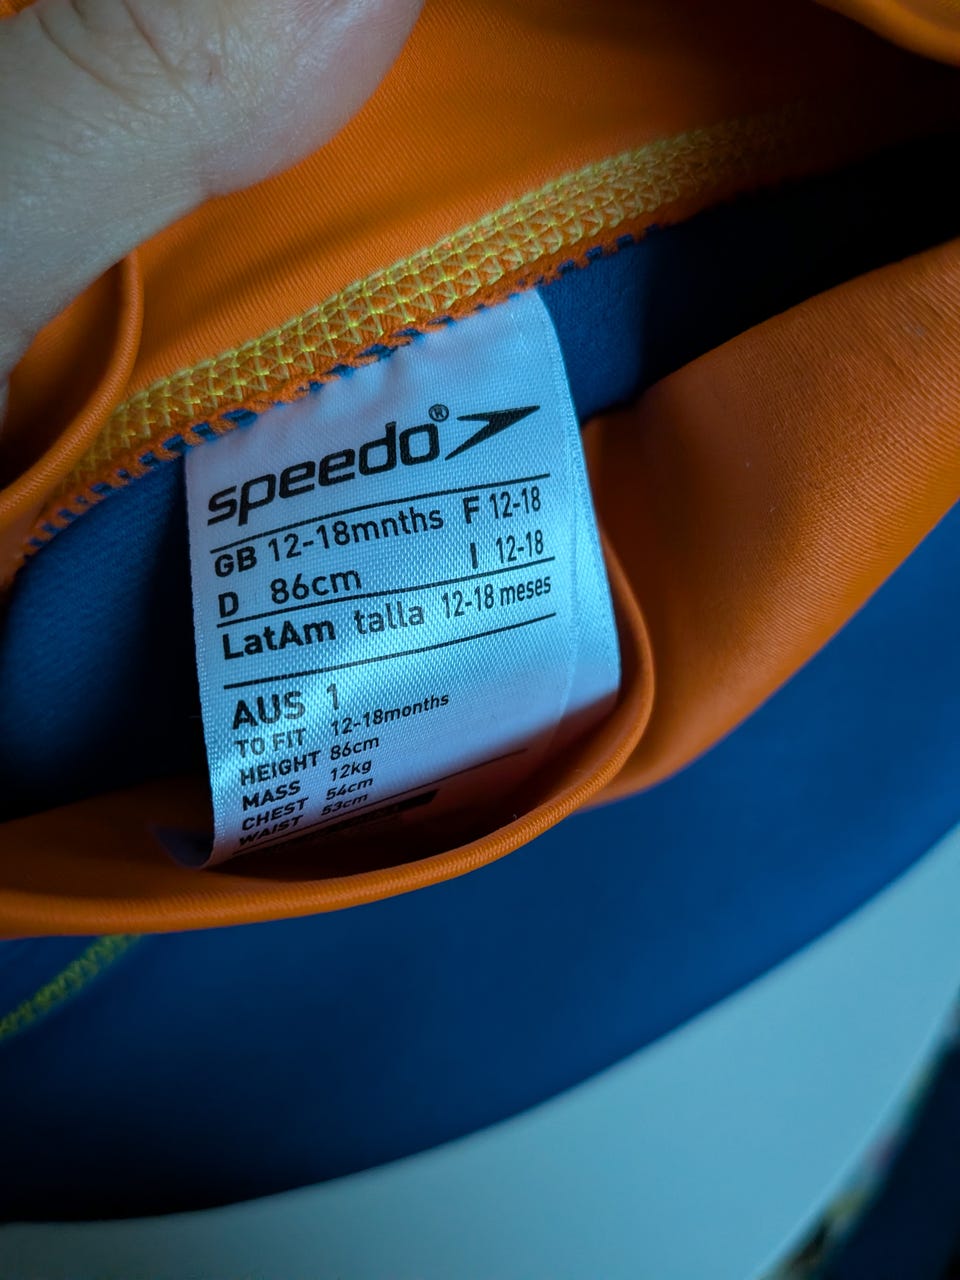 speedo®
GB 12-18mnths F 12-18
D 86cm I 12-18
LatAm talla 12-18 meses
AUS 1
TO FIT 12-18months
HEIGHT 86cm
MASS 12kg
CHEST 54cm
WAIST 53cm